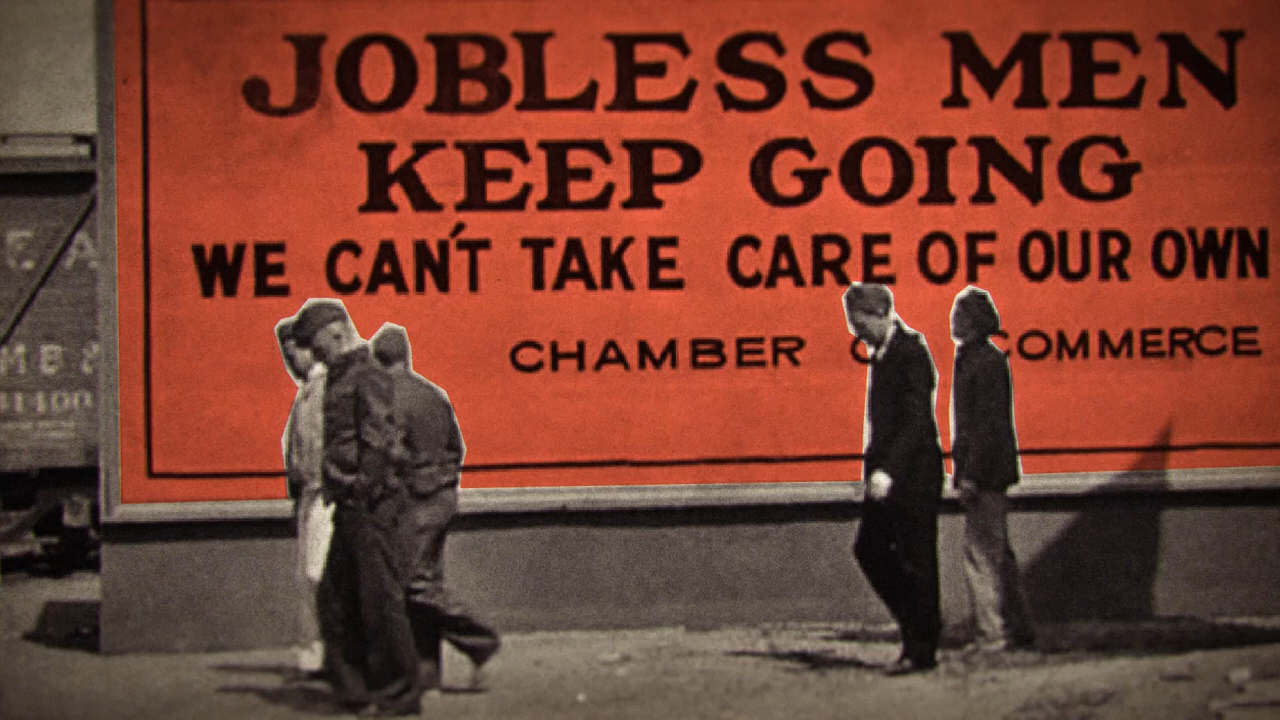 JOBLESS MEN
KEEP GOING
WE CAN'T TAKE CARE OF OUR OWN
CHAMBER COMMERCE